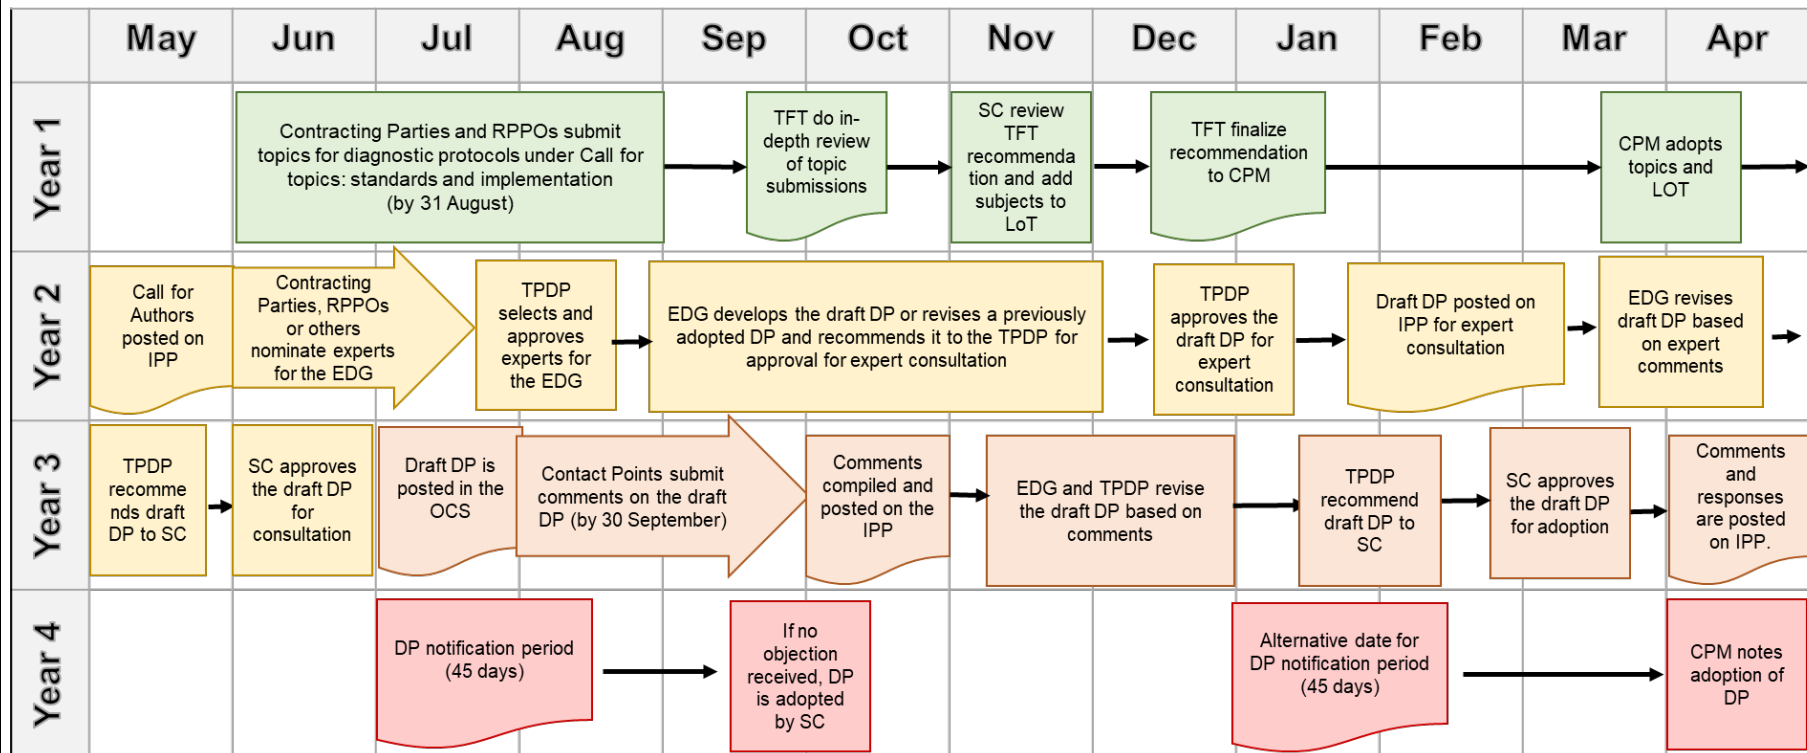 May Jun Jul Aug Sep Oct Nov Dec Jan Feb Mar Apr
Year 1
Contracting Parties and RPPOs submit
topics for diagnostic protocols under Call for
topics: standards and implementation
(by 31 August)
TFT do in-
depth review
of topic
submissions
SC review
TFT
recommenda
tion and add
subjects to
LoT
TFT finalize
recommendation
to CPM
CPM adopts
topics and
LOT
Year 2
Call for
Authors
posted on
IPP
Contracting
Parties, RPPOs
or others
nominate experts
for the EDG
TPDP
selects and
approves
experts for
the EDG
EDG develops the draft DP or revises a previously
adopted DP and recommends it to the TPDP for
approval for expert consultation
TPDP
approves the
draft DP for
expert
consultation
Draft DP posted on
IPP for expert
consultation
EDG revises
draft DP based
on expert
comments
Year 3
TPDP
recomme
nds draft
DP to SC
SC approves
the draft DP
for
consultation
Draft DP is
posted in the
OCS
Contact Points submit
comments on the draft
DP (by 30 September)
Comments
compiled and
posted on the
IPP
EDG and TPDP revise
the draft DP based on
comments
TPDP
recommend
draft DP to
SC
SC approves
the draft DP
for adoption
Comments
and
responses
are posted
on IPP.
Year 4
DP notification period
(45 days)
If no
objection
received, DP
is adopted
by SC
Alternative date for
DP notification period
(45 days)
CPM notes
adoption of
DP